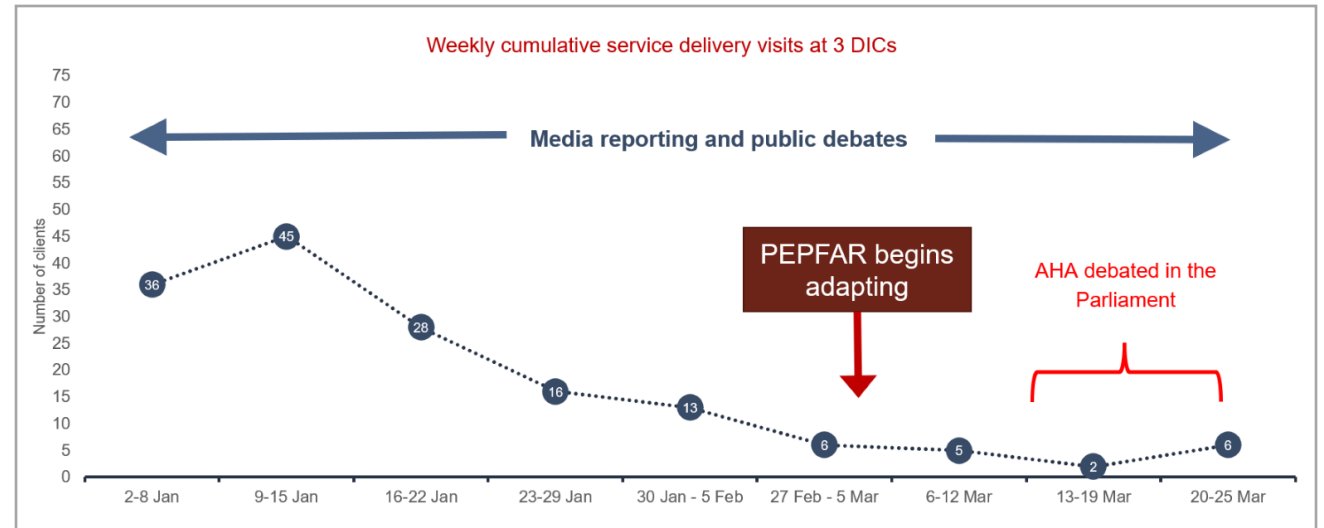 Weekly cumulative service delivery visits at 3 DICs
75
70
65
60
55
50
45
40
35
30
25
20
15
10
5
0
Number of clients
Media reporting and public debates
PEPFAR begins
adapting
AHA debated in the
Parliament
36
45
28
16
13
6
5
2
6
2-8 Jan
9-15 Jan
16-22 Jan
23-29 Jan
30 Jan - 5 Feb
27 Feb - 5 Mar
6-12 Mar
13-19 Mar
20-25 Mar